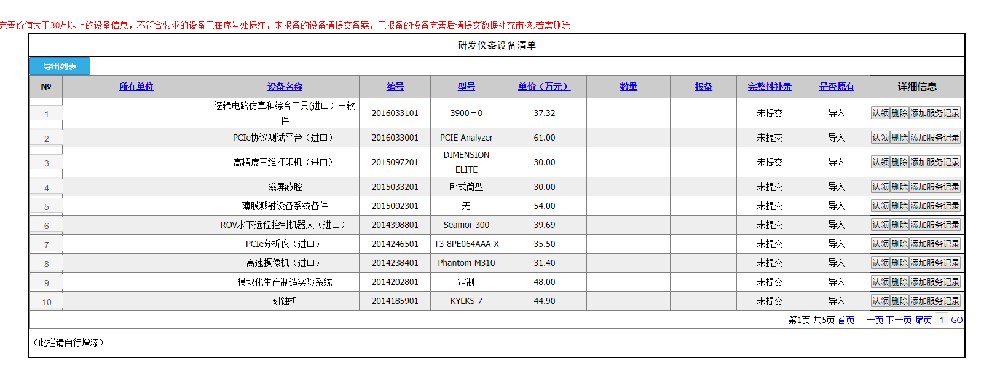 完善价值大于30万以上的设备信息，不符合要求的设备已在序号处标红，未报备的设备请提交备案，已报备的设备完善后请提交数据补充审核,若需删除
研发仪器设备清单
导出列表
№ 所在单位 设备名称 编号 型号 单价（万元） 数量 报备 完整性补录 是否原有 详细信息
1 逻辑电路仿真和综合工具(进口）－软件 2016033101 3900－0 37.32 未提交 导入 认领 删除 添加服务记录
2 PCIe协议测试平台（进口） 2016033001 PCIE Analyzer 61.00 未提交 导入 认领 删除 添加服务记录
3 高精度三维打印机（进口） 2015097201 DIMENSION ELITE 30.00 未提交 导入 认领 删除 添加服务记录
4 磁屏蔽腔 2015033201 卧式筒型 30.00 未提交 导入 认领 删除 添加服务记录
5 薄膜溅射设备系统备件 2015002301 无 54.00 未提交 导入 认领 删除 添加服务记录
6 ROV水下远程控制机器人（进口） 2014398801 Seamor 300 39.69 未提交 导入 认领 删除 添加服务记录
7 PCIe分析仪（进口） 2014246501 T3-8PE064AAA-X 35.50 未提交 导入 认领 删除 添加服务记录
8 高速摄像机（进口） 2014238401 Phantom M310 31.40 未提交 导入 认领 删除 添加服务记录
9 模块化生产制造实验系统 2014202801 定制 48.00 未提交 导入 认领 删除 添加服务记录
10 刻蚀机 2014185901 KYLKS-7 44.90 未提交 导入 认领 删除 添加服务记录
第1页 共5页 首页 上一页 下一页 尾页 1 GO
（此栏请自行增添）